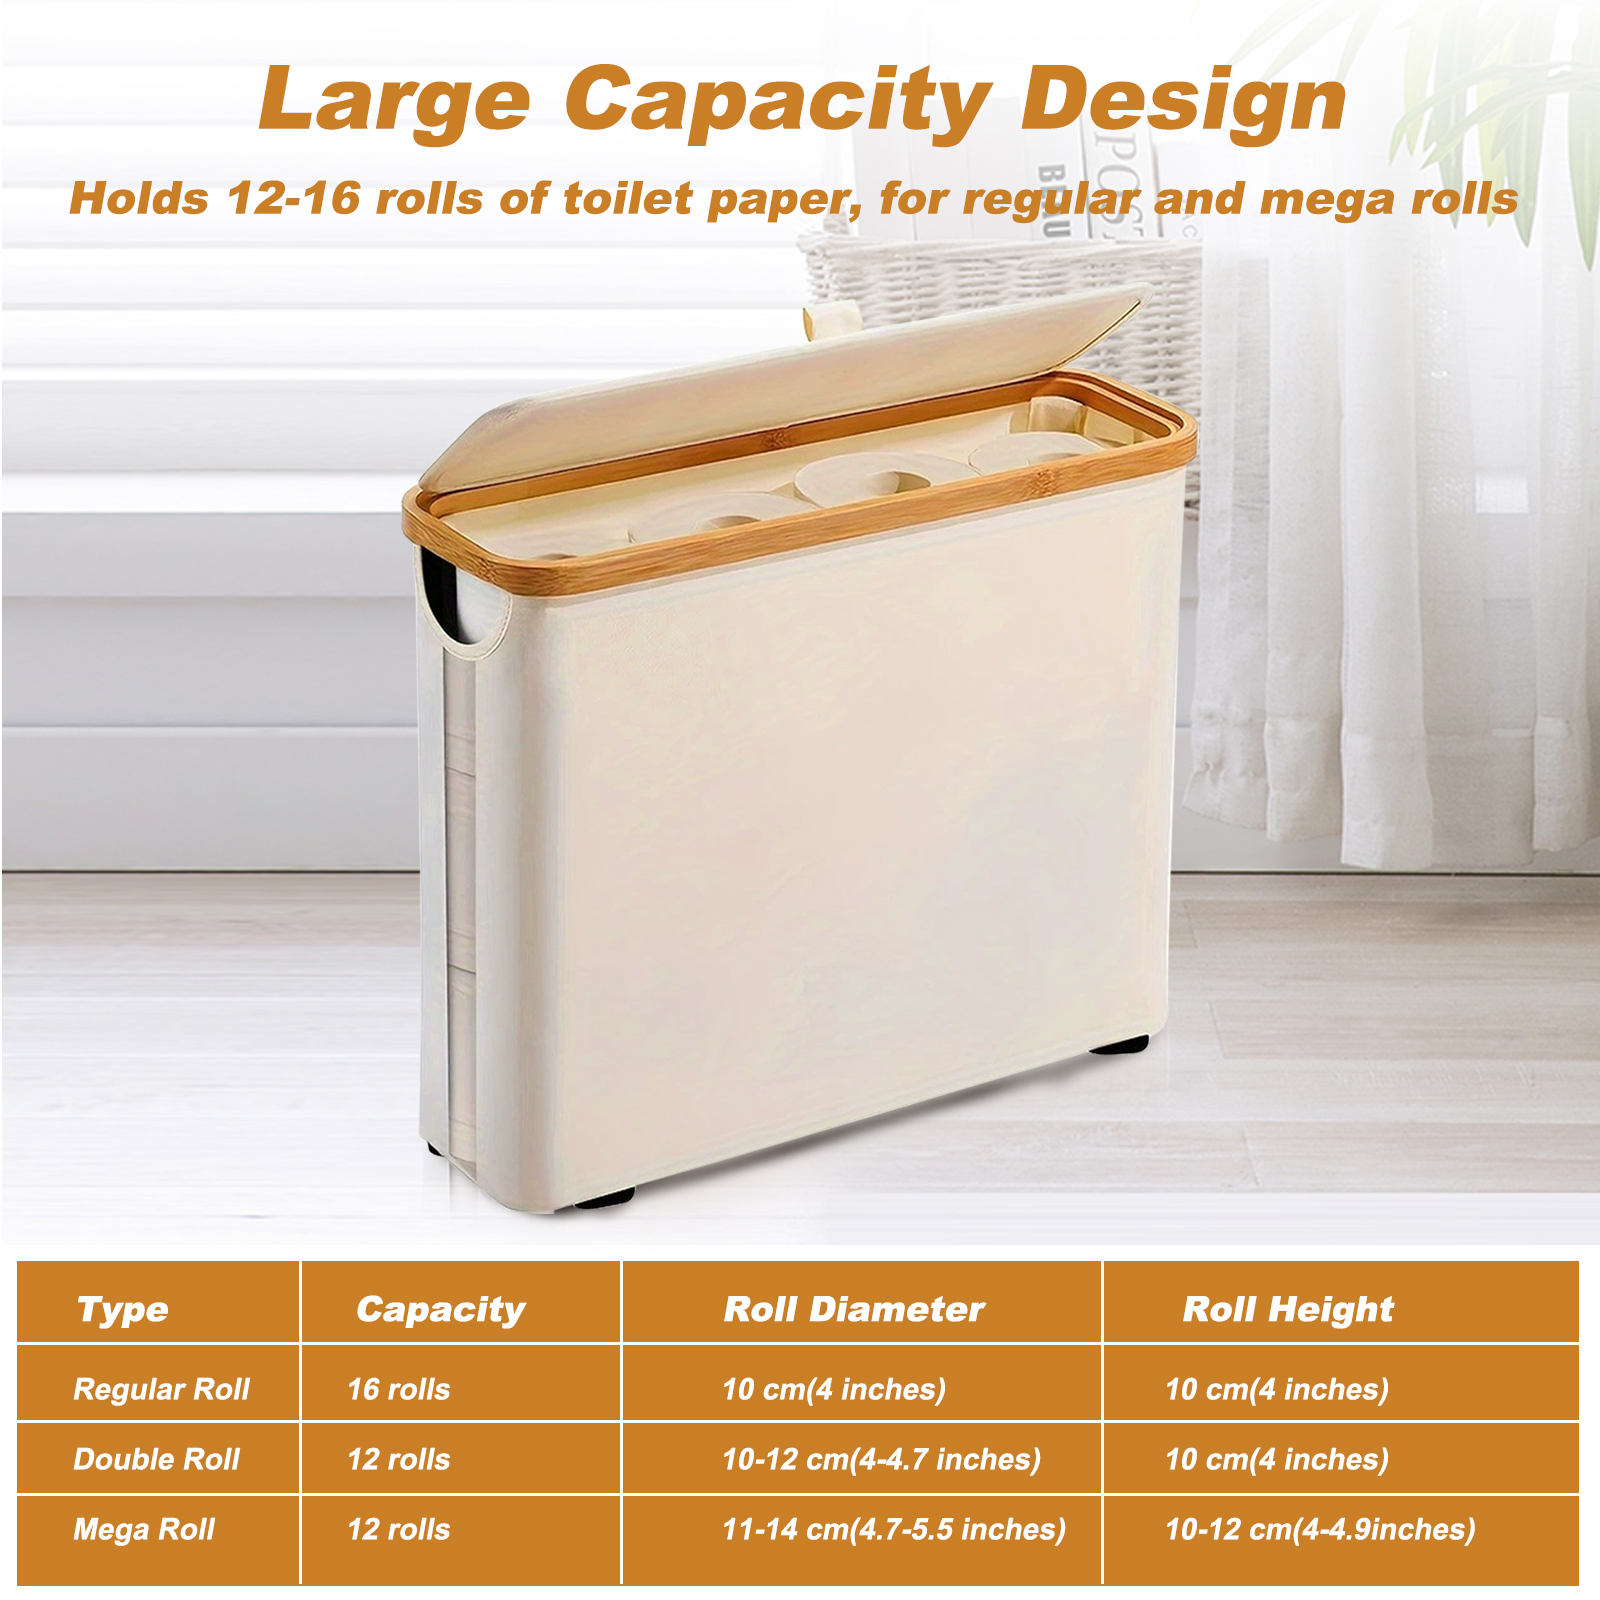 Large Capacity Design
Holds 12-16 rolls of toilet paper, for regular and mega rolls
Type Capacity Roll Diameter Roll Height
Regular Roll 16 rolls 10 cm(4 inches) 10 cm(4 inches)
Double Roll 12 rolls 10-12 cm(4-4.7 inches) 10 cm(4 inches)
Mega Roll 12 rolls 11-14 cm(4.7-5.5 inches) 10-12 cm(4-4.9inches)